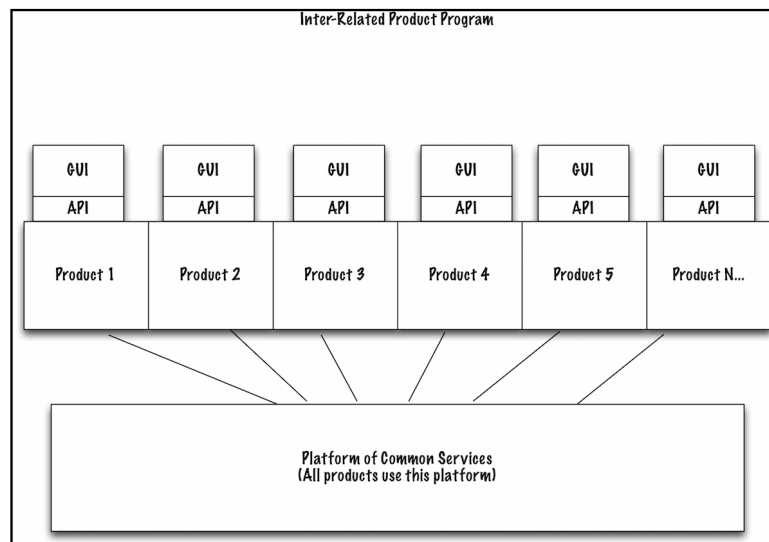 Inter-Related Product Program
GUI GUI GUI GUI GUI GUI
API API API API API API
Product 1 Product 2 Product 3 Product 4 Product 5 Product N...
Platform of Common Services
(All products use this platform)